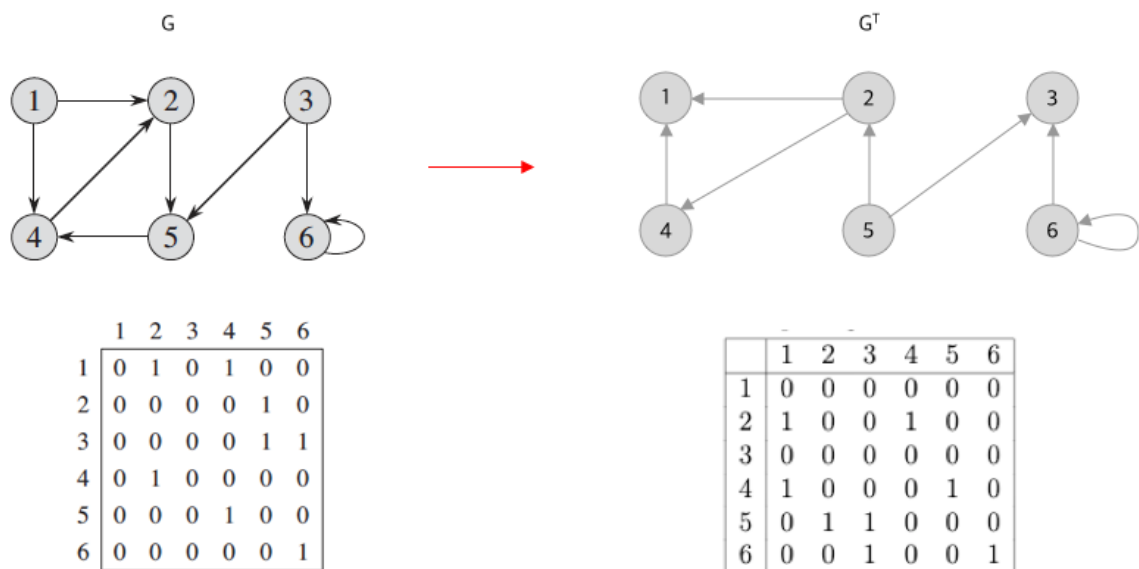 G
Gᵀ
1 2 3
4 5 6
1 2 3
4 5 6
1 2 3 4 5 6
1 0 1 0 1 0 0
2 0 0 0 0 1 0
3 0 0 0 0 1 1
4 0 1 0 0 0 0
5 0 0 0 1 0 0
6 0 0 0 0 0 1
1 2 3 4 5 6
1 0 0 0 0 0 0
2 1 0 0 1 0 0
3 0 0 0 0 0 0
4 1 0 0 0 1 0
5 0 1 1 0 0 0
6 0 0 1 0 0 1